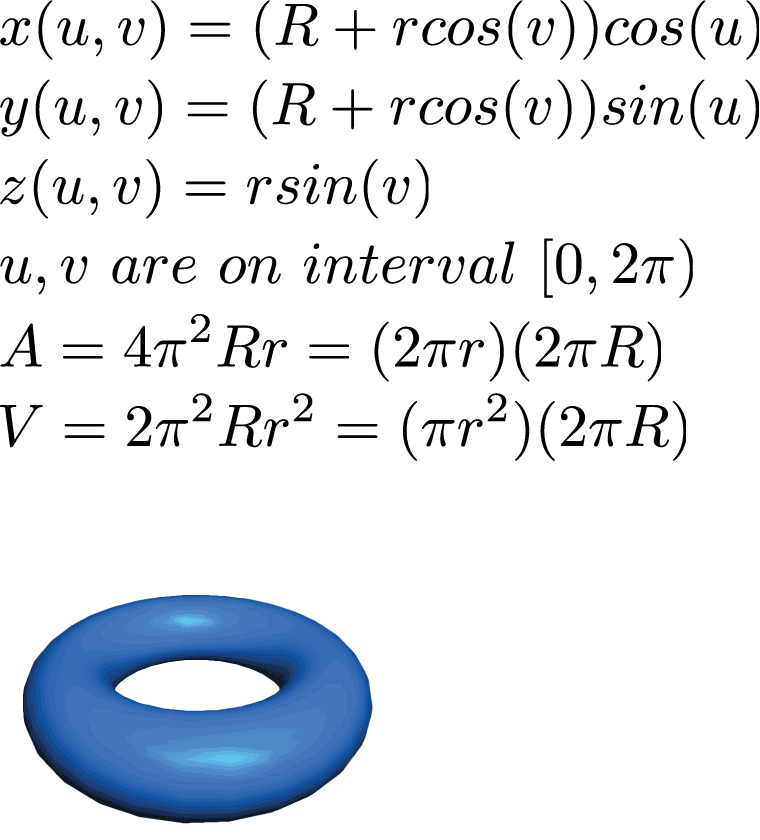 x(u, v) = (R + rcos(v))cos(u)
y(u, v) = (R + rcos(v))sin(u)
z(u, v) = rsin(v)
u, v are on interval [0, 2π)
A = 4π²Rr = (2πr)(2πR)
V = 2π²Rr² = (πr²)(2πR)